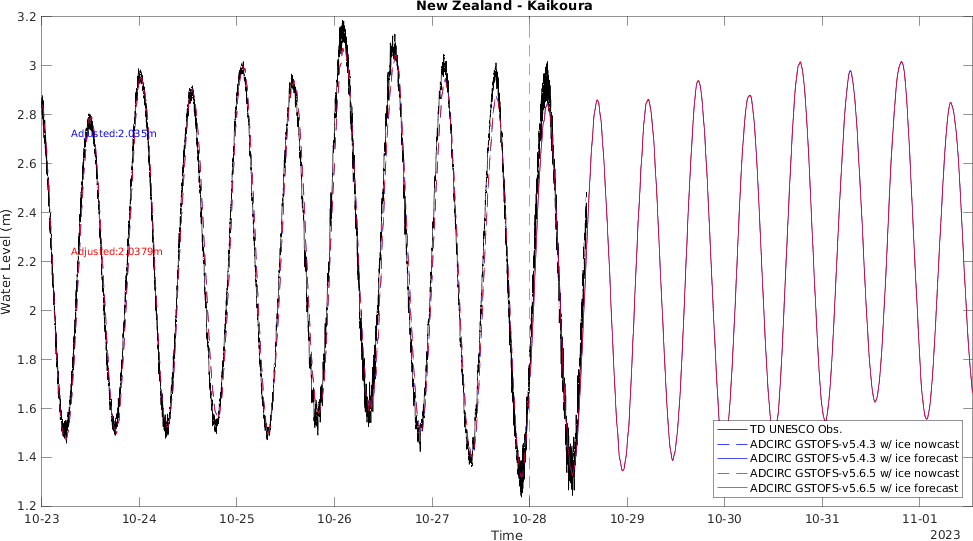 New Zealand - Kaikoura
3.2
3
2.8
2.6
2.4
2.2
2
1.8
1.6
1.4
1.2
Water Level (m)
Adjusted:2.035m
Adjusted:2.0379m
TD UNESCO Obs.
ADCIRC GSTOFS-v5.4.3 w/ ice nowcast
ADCIRC GSTOFS-v5.4.3 w/ ice forecast
ADCIRC GSTOFS-v5.6.5 w/ ice nowcast
ADCIRC GSTOFS-v5.6.5 w/ ice forecast
10-23 10-24 10-25 10-26 10-27 10-28 10-29 10-30 10-31 11-01
Time
2023